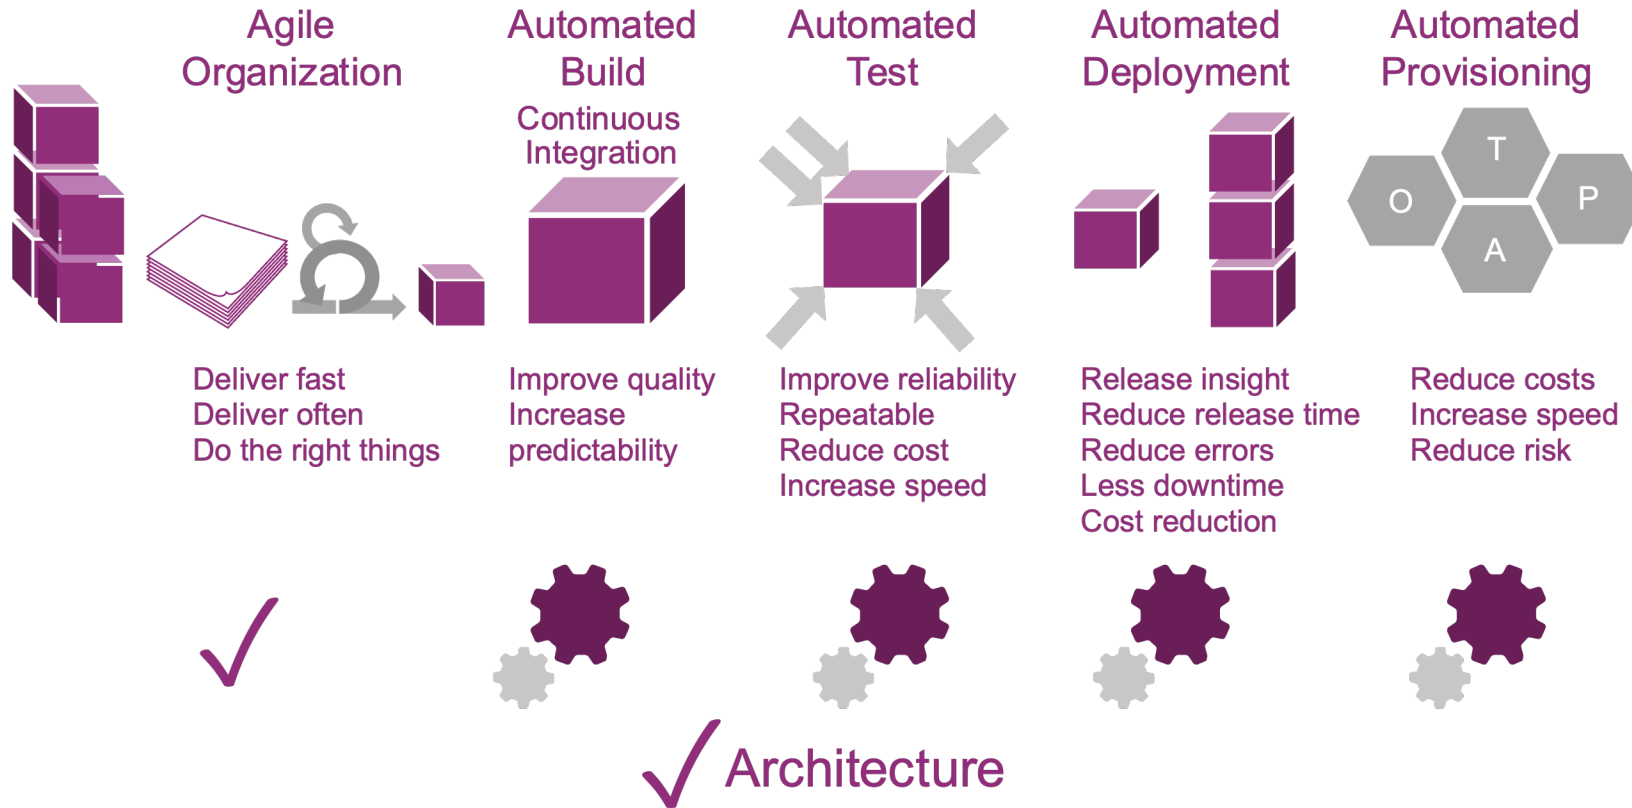 Agile
Organization
Automated
Build
Continuous
Integration
Automated
Test
Automated
Deployment
Automated
Provisioning
O
T
A
P
Deliver fast
Deliver often
Do the right things
Improve quality
Increase
predictability
Improve reliability
Repeatable
Reduce cost
Increase speed
Release insight
Reduce release time
Reduce errors
Less downtime
Cost reduction
Reduce costs
Increase speed
Reduce risk
Architecture